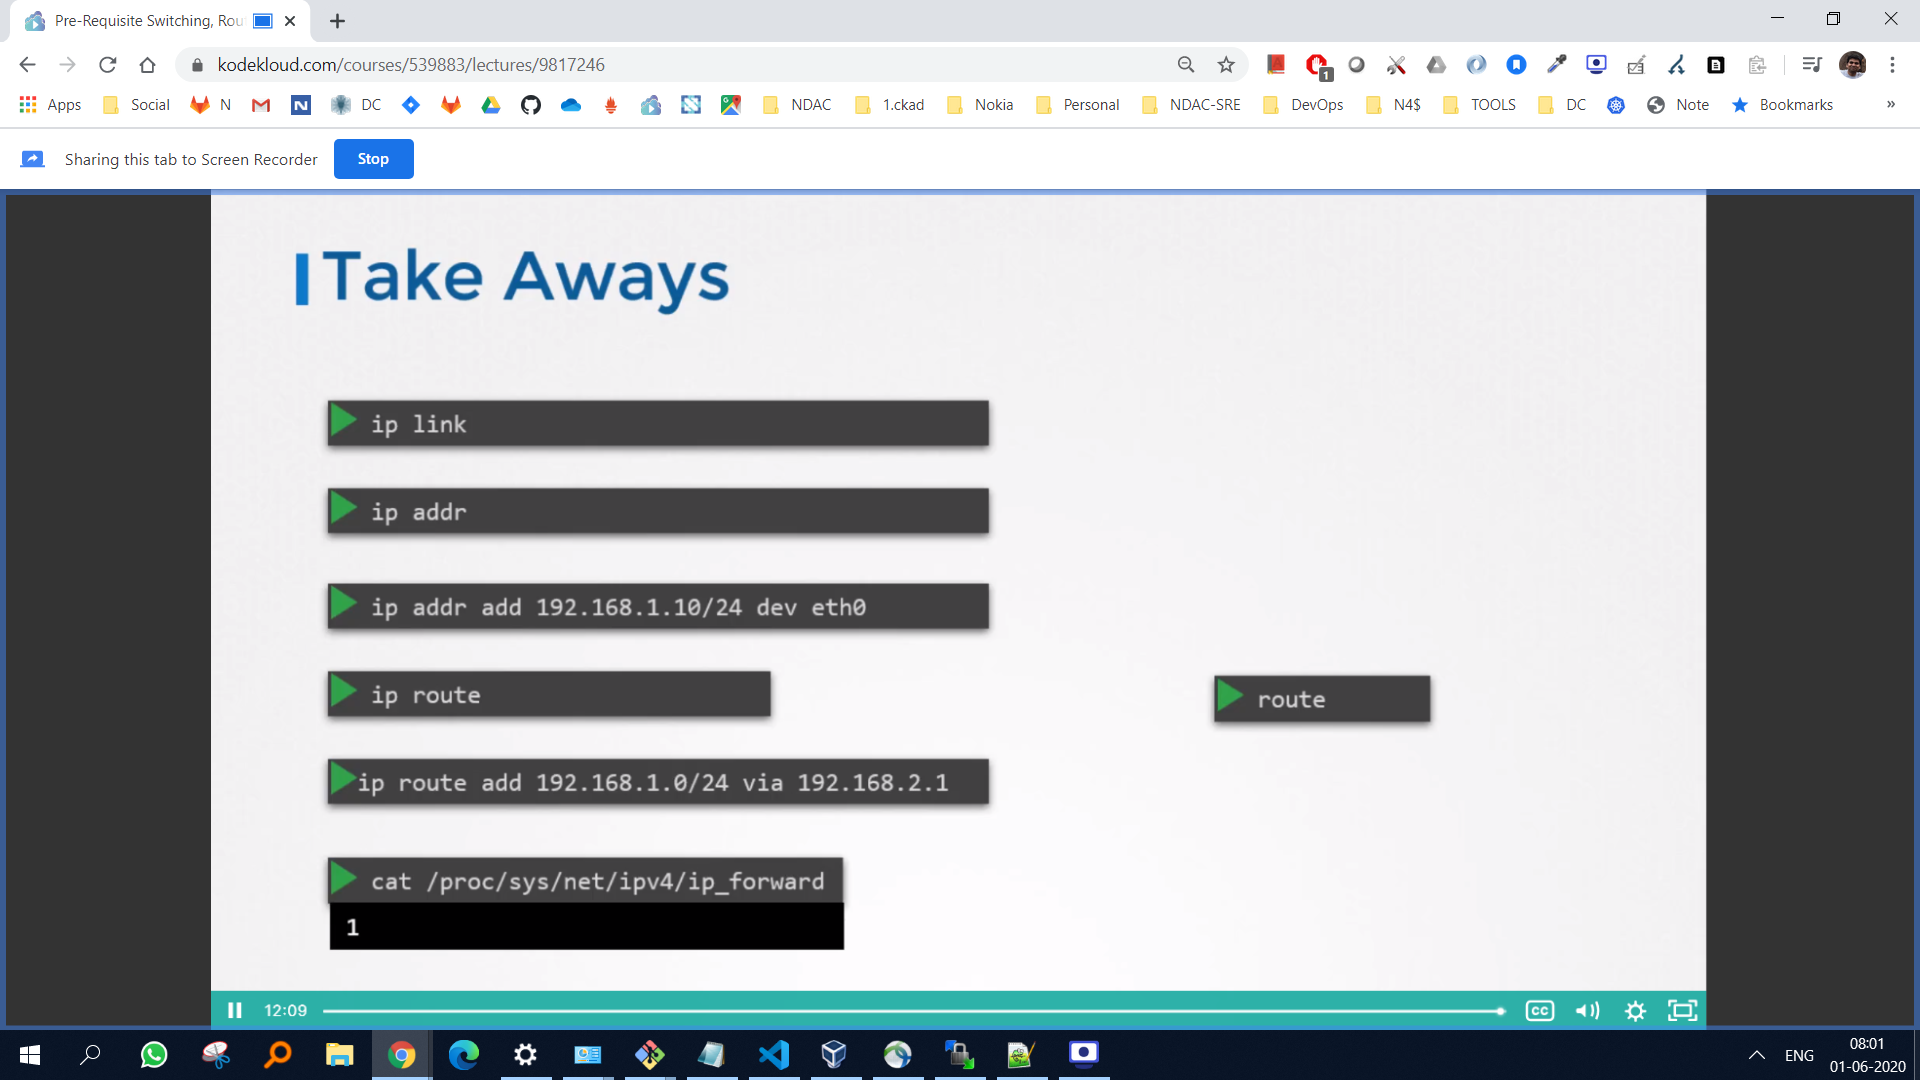 Pre-Requisite Switching, Rou
kodekloud.com/courses/539883/lectures/9817246
1
Apps Social N DC NDAC 1.ckad Nokia Personal NDAC-SRE DevOps N4$ TOOLS DC Note Bookmarks »
Sharing this tab to Screen Recorder Stop
Take Aways
ip link
ip addr
ip addr add 192.168.1.10/24 dev eth0
ip route
route
ip route add 192.168.1.0/24 via 192.168.2.1
cat /proc/sys/net/ipv4/ip_forward
1
12:09 CC
ENG
08:01
01-06-2020